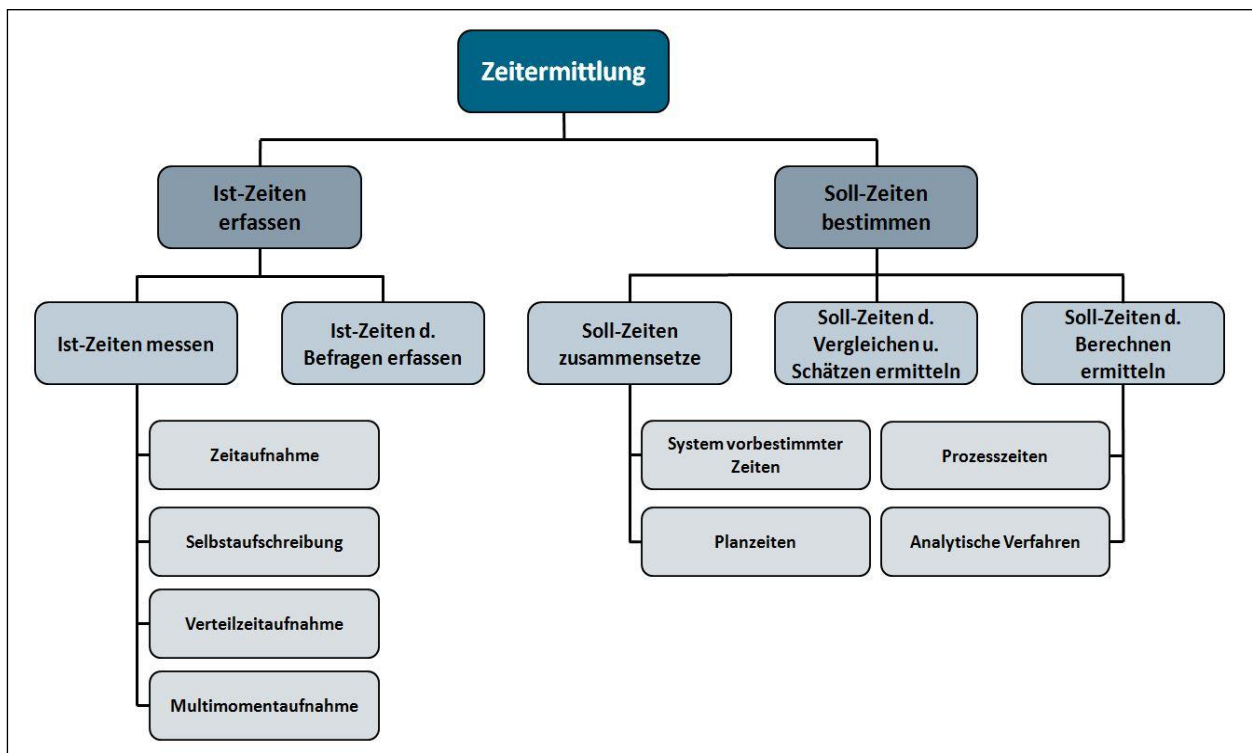 Zeitermittlung
Ist-Zeiten
erfassen
Soll-Zeiten
bestimmen
Ist-Zeiten messen
Ist-Zeiten d.
Befragen erfassen
Soll-Zeiten
zusammensetze
Soll-Zeiten d.
Vergleichen u.
Schätzen ermitteln
Soll-Zeiten d.
Berechnen
ermitteln
Zeitaufnahme
Selbstaufschreibung
Verteilzeitaufnahme
Multimomentaufnahme
System vorbestimmter
Zeiten
Planzeiten
Prozesszeiten
Analytische Verfahren